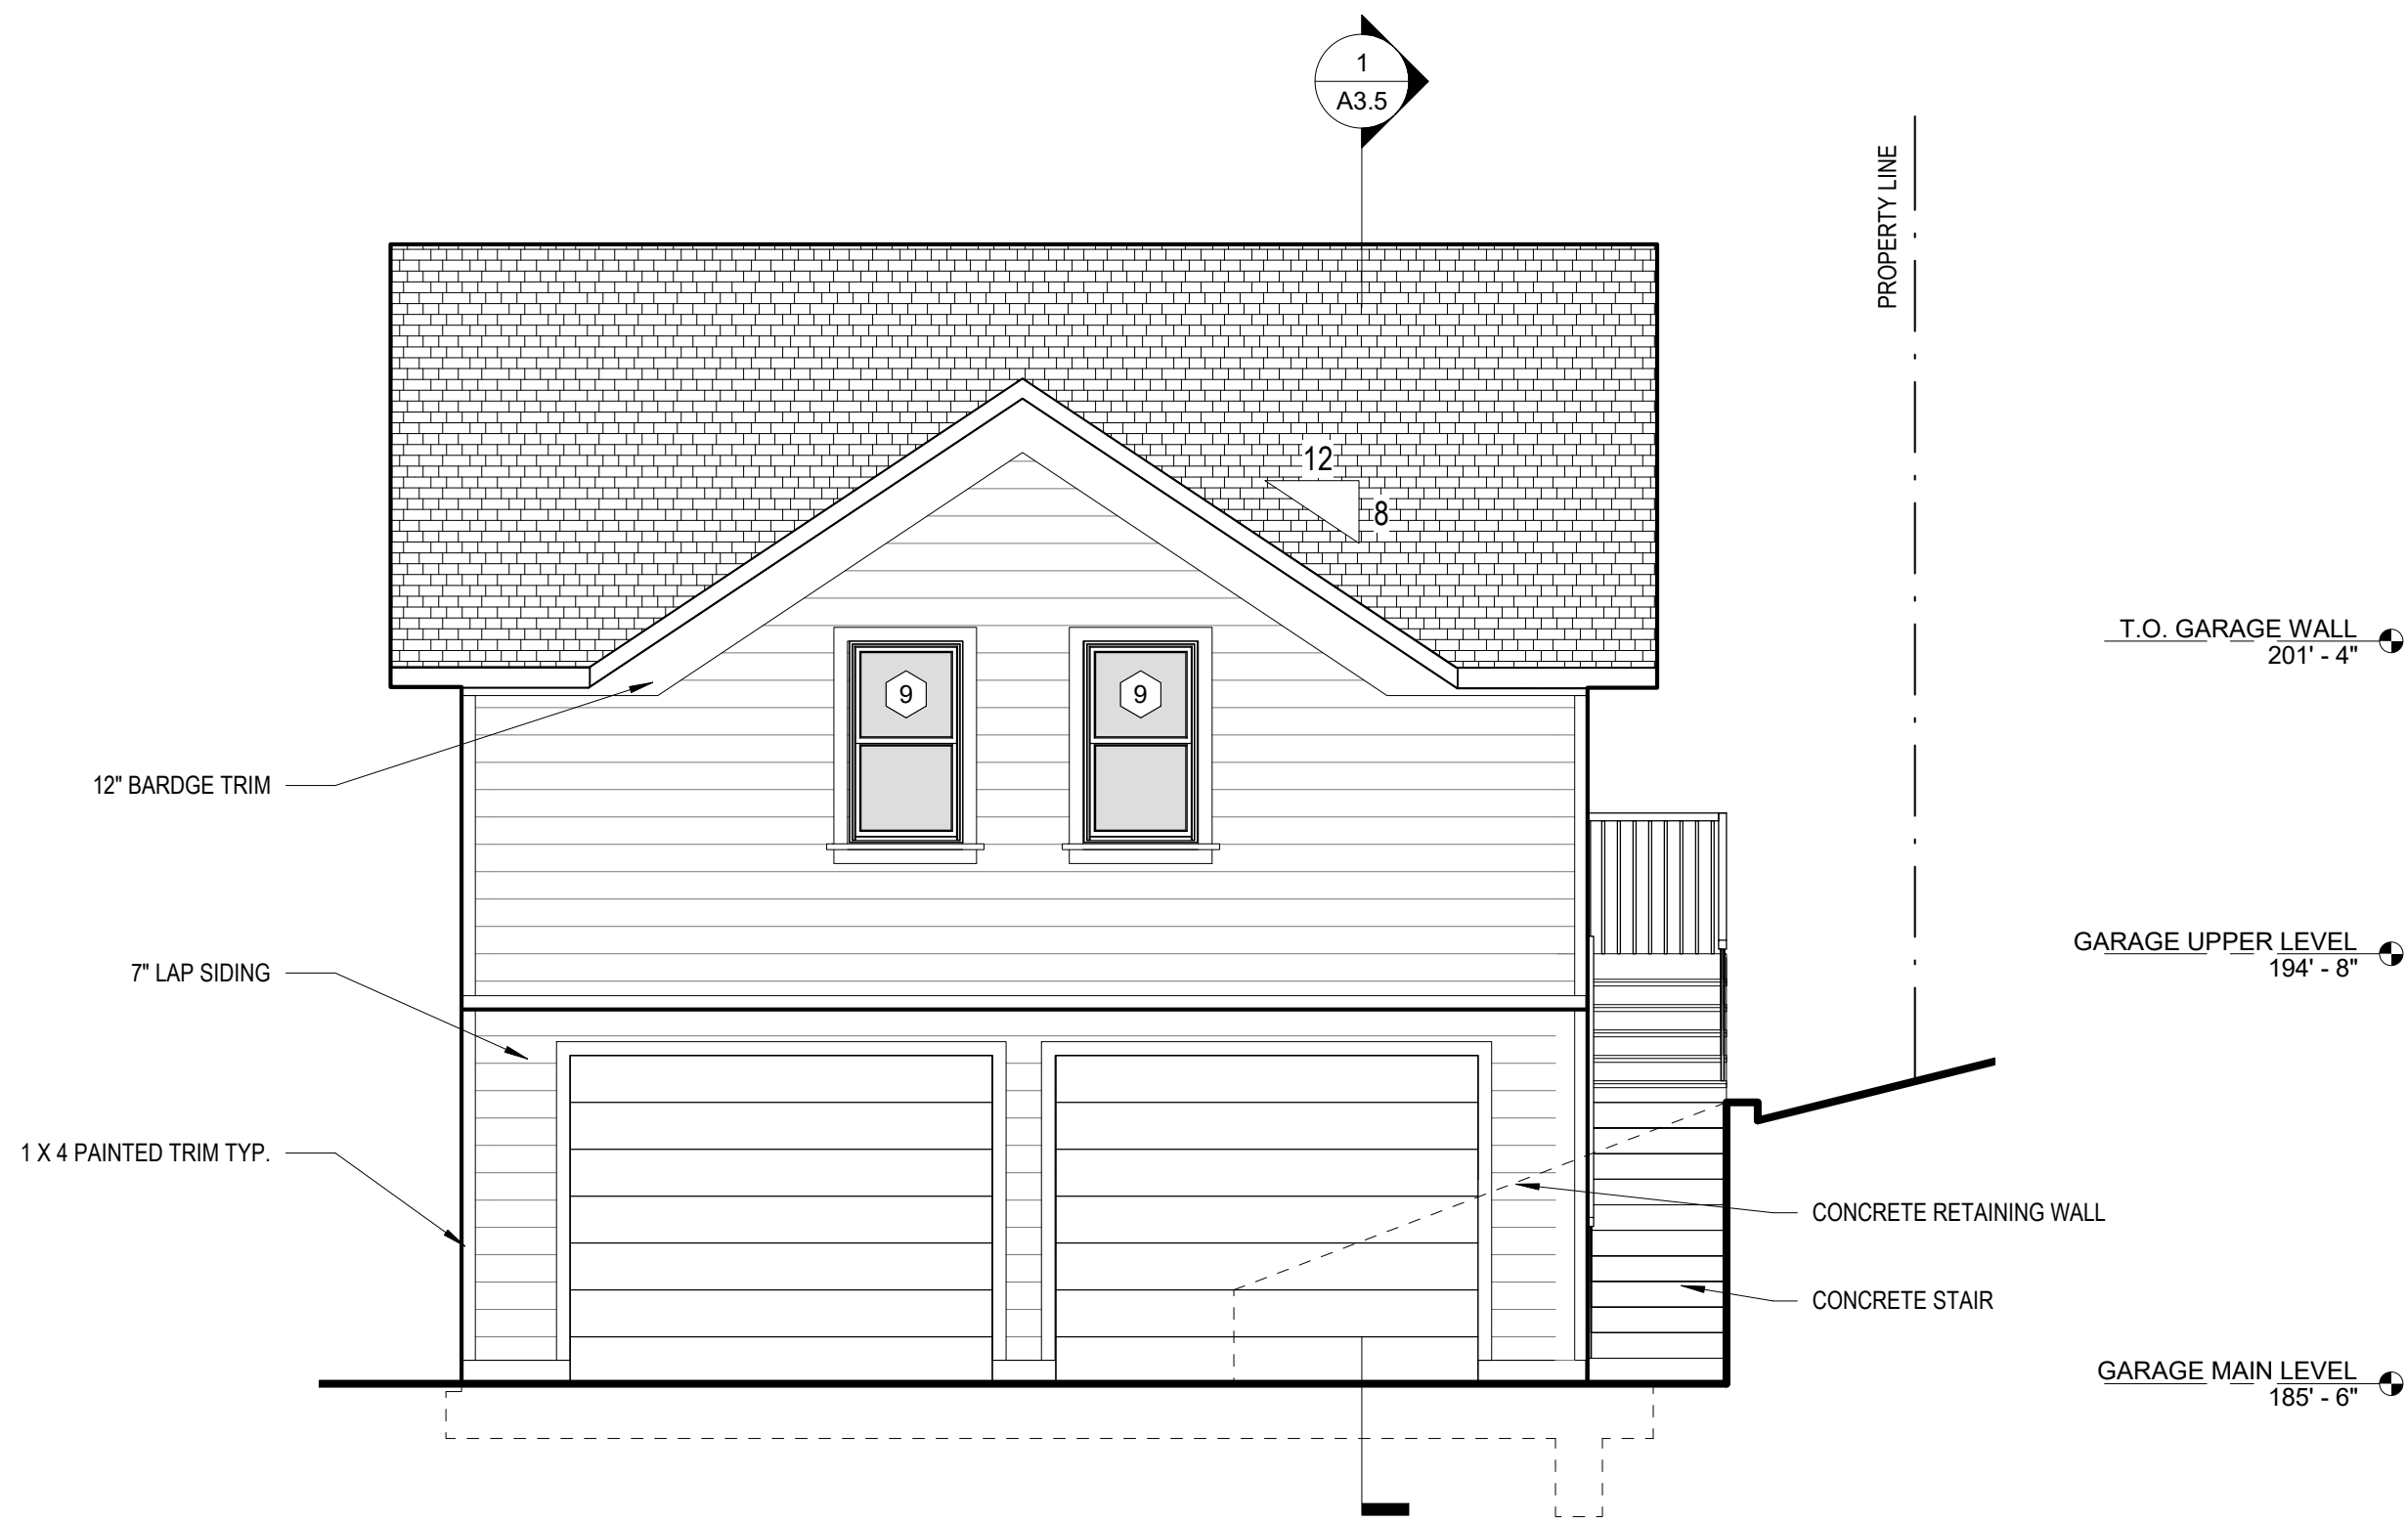 1
A3.5
PROPERTY LINE
12
8
T.O. GARAGE WALL
201' - 4"
9
9
12" BARDGE TRIM
GARAGE UPPER LEVEL
194' - 8"
7" LAP SIDING
1 X 4 PAINTED TRIM TYP.
CONCRETE RETAINING WALL
CONCRETE STAIR
GARAGE MAIN LEVEL
185' - 6"